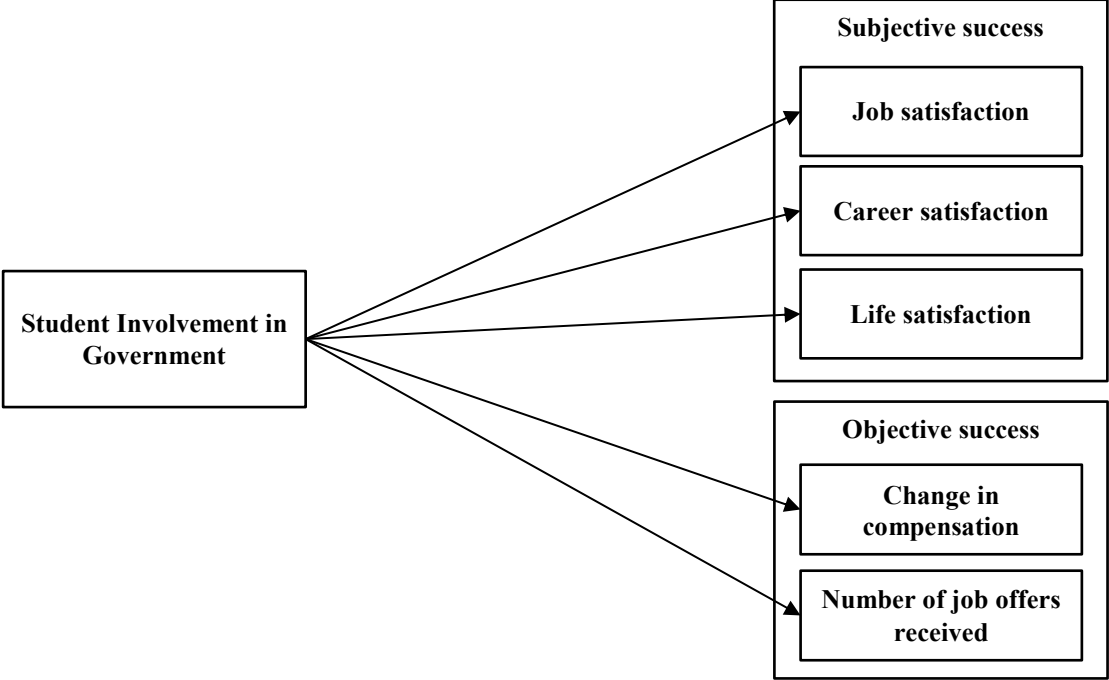 Subjective success
Job satisfaction
Career satisfaction
Life satisfaction
Student Involvement in
Government
Objective success
Change in
compensation
Number of job offers
received